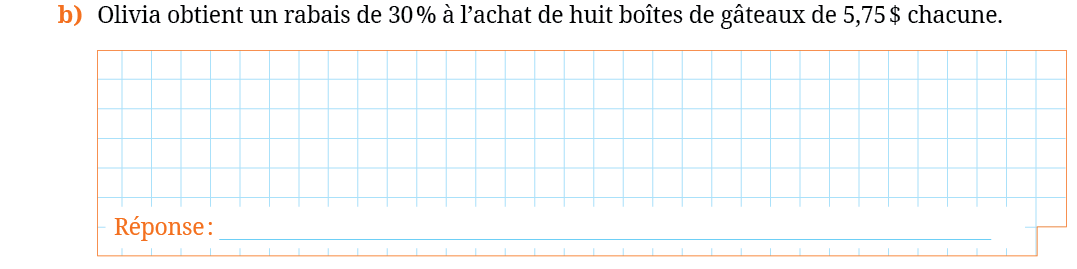 b) Olivia obtient un rabais de 30 % à l’achat de huit boîtes de gâteaux de 5,75 $ chacune.
Réponse :